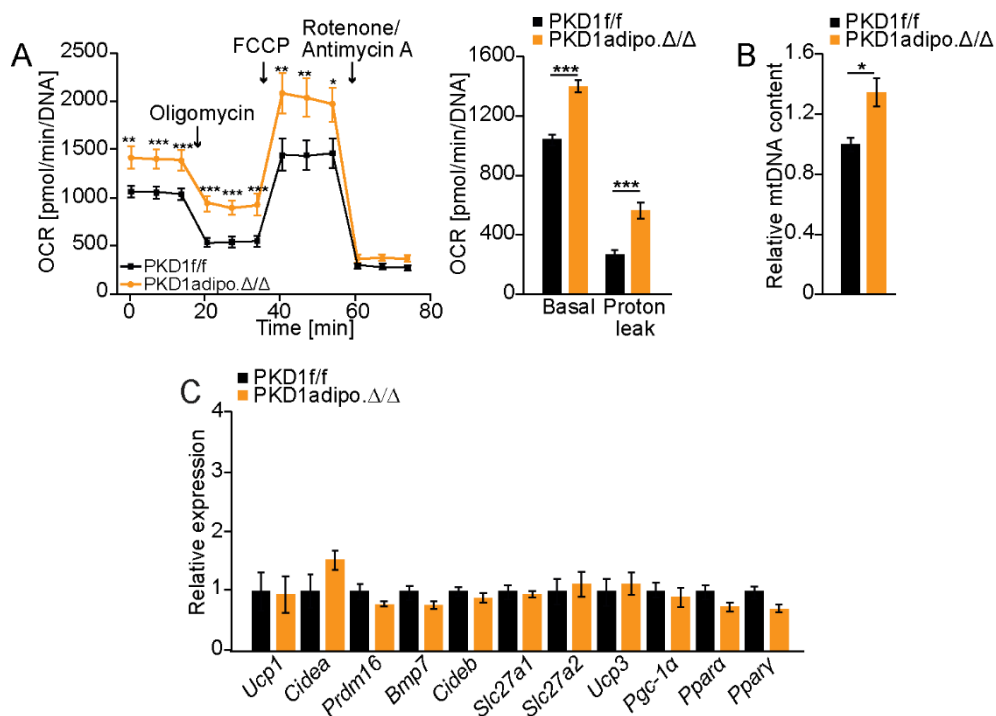 A
OCR [pmol/min/DNA]
2500
2000
1500
1000
500
0
Oligomycin
FCCP
Rotenone/
Antimycin A
** *** ***
*** *** ***
** ** *
PKD1f/f
PKD1adipo.Δ/Δ
0 20 40 60 80
Time [min]
PKD1f/f
PKD1adipo.Δ/Δ
OCR [pmol/min/DNA]
1600
1200
800
400
0
***
***
Basal Proton
leak
B
PKD1f/f
PKD1adipo.Δ/Δ
Relative mtDNA content
1.6
1.2
0.8
0.4
0
*
C
PKD1f/f
PKD1adipo.Δ/Δ
Relative expression
4
3
2
1
0
Ucp1 Cidea Prdm16 Bmp7 Cideb Slc27a1 Slc27a2 Ucp3 Pgc-1α Pparα Pparγ